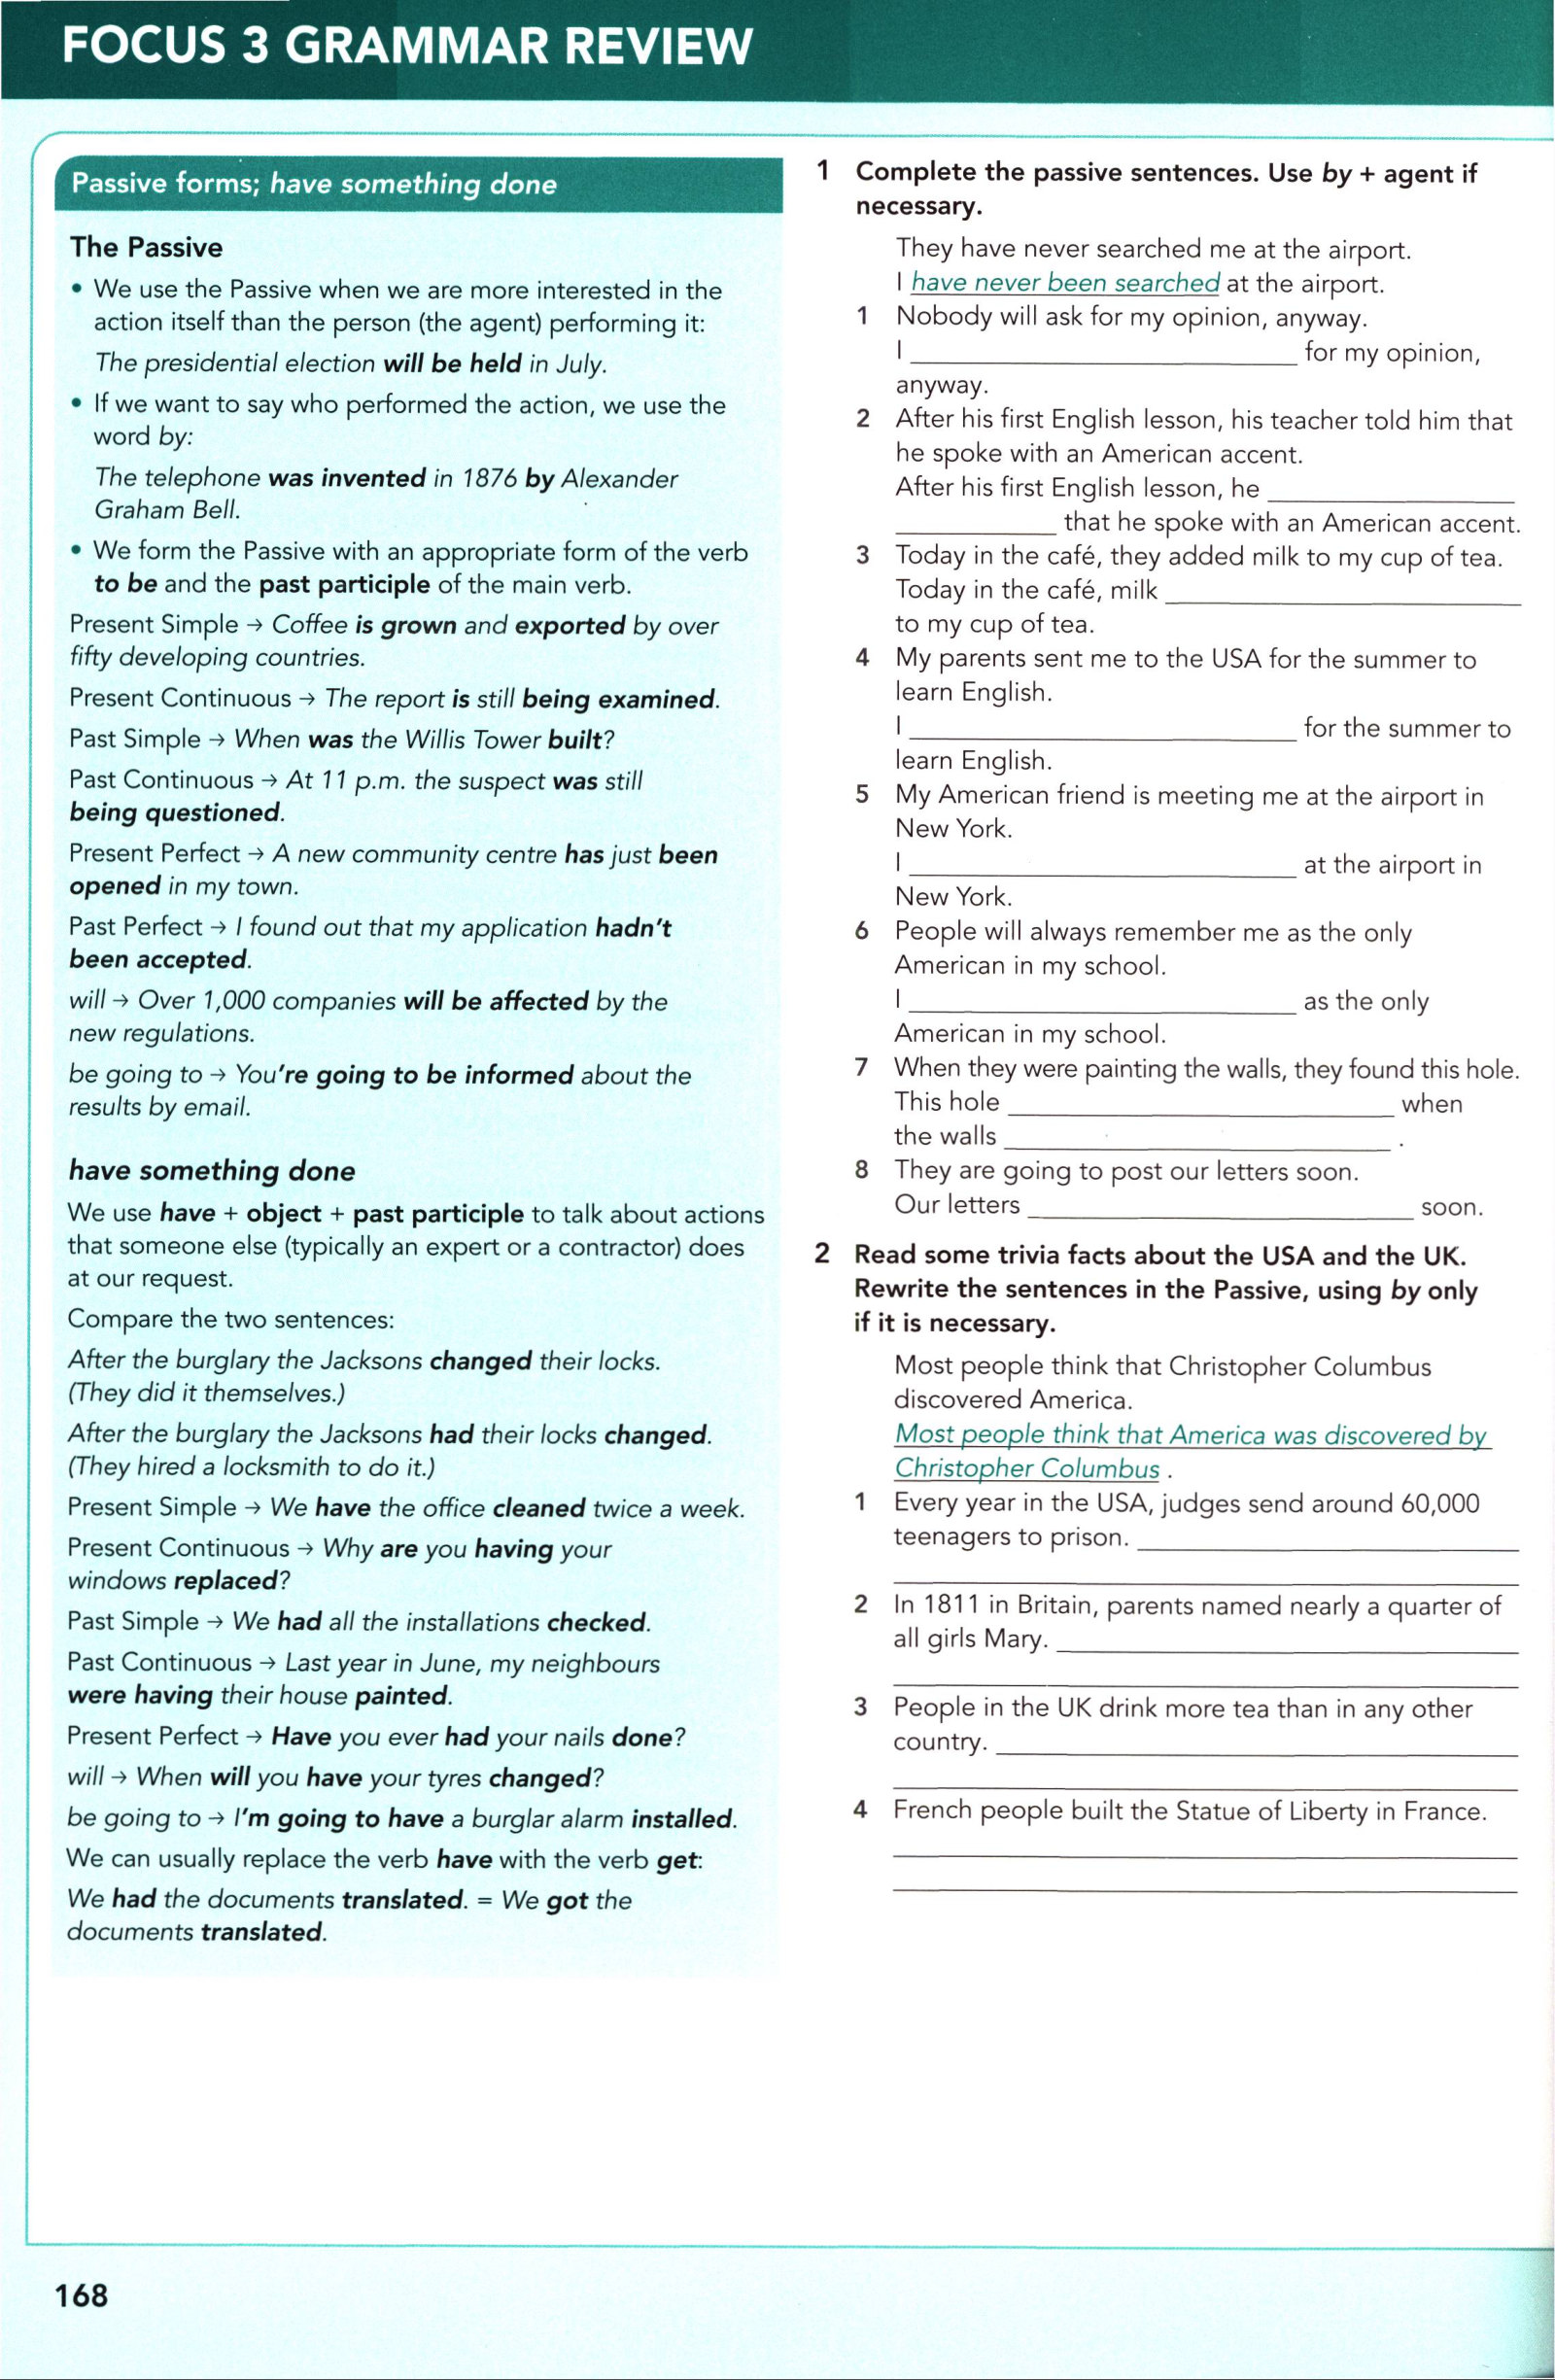 FOCUS 3 GRAMMAR REVIEW
Passive forms; have something done
The Passive
• We use the Passive when we are more interested in the
action itself than the person (the agent) performing it:
The presidential election will be held in July.
• If we want to say who performed the action, we use the
word by:
The telephone was invented in 1876 by Alexander
Graham Bell.
• We form the Passive with an appropriate form of the verb
to be and the past participle of the main verb.
Present Simple → Coffee is grown and exported by over
fifty developing countries.
Present Continuous → The report is still being examined.
Past Simple → When was the Willis Tower built?
Past Continuous → At 11 p.m. the suspect was still
being questioned.
Present Perfect → A new community centre has just been
opened in my town.
Past Perfect → I found out that my application hadn't
been accepted.
will → Over 1,000 companies will be affected by the
new regulations.
be going to → You're going to be informed about the
results by email.
have something done
We use have + object + past participle to talk about actions
that someone else (typically an expert or a contractor) does
at our request.
Compare the two sentences:
After the burglary the Jacksons changed their locks.
(They did it themselves.)
After the burglary the Jacksons had their locks changed.
(They hired a locksmith to do it.)
Present Simple → We have the office cleaned twice a week.
Present Continuous → Why are you having your
windows replaced?
Past Simple → We had all the installations checked.
Past Continuous → Last year in June, my neighbours
were having their house painted.
Present Perfect → Have you ever had your nails done?
will → When will you have your tyres changed?
be going to → I'm going to have a burglar alarm installed.
We can usually replace the verb have with the verb get:
We had the documents translated. = We got the
documents translated.
1 Complete the passive sentences. Use by + agent if
necessary.
They have never searched me at the airport.
I have never been searched at the airport.
1 Nobody will ask for my opinion, anyway.
I ____________ for my opinion,
anyway.
2 After his first English lesson, his teacher told him that
he spoke with an American accent.
After his first English lesson, he ____________
____________ that he spoke with an American accent.
3 Today in the café, they added milk to my cup of tea.
Today in the café, milk ____________
to my cup of tea.
4 My parents sent me to the USA for the summer to
learn English.
I ____________ for the summer to
learn English.
5 My American friend is meeting me at the airport in
New York.
I ____________ at the airport in
New York.
6 People will always remember me as the only
American in my school.
I ____________ as the only
American in my school.
7 When they were painting the walls, they found this hole.
This hole ____________ when
the walls ____________ .
8 They are going to post our letters soon.
Our letters ____________ soon.
2 Read some trivia facts about the USA and the UK.
Rewrite the sentences in the Passive, using by only
if it is necessary.
Most people think that Christopher Columbus
discovered America.
Most people think that America was discovered by
Christopher Columbus .
1 Every year in the USA, judges send around 60,000
teenagers to prison. ____________
2 In 1811 in Britain, parents named nearly a quarter of
all girls Mary. ____________
3 People in the UK drink more tea than in any other
country. ____________
4 French people built the Statue of Liberty in France.
168